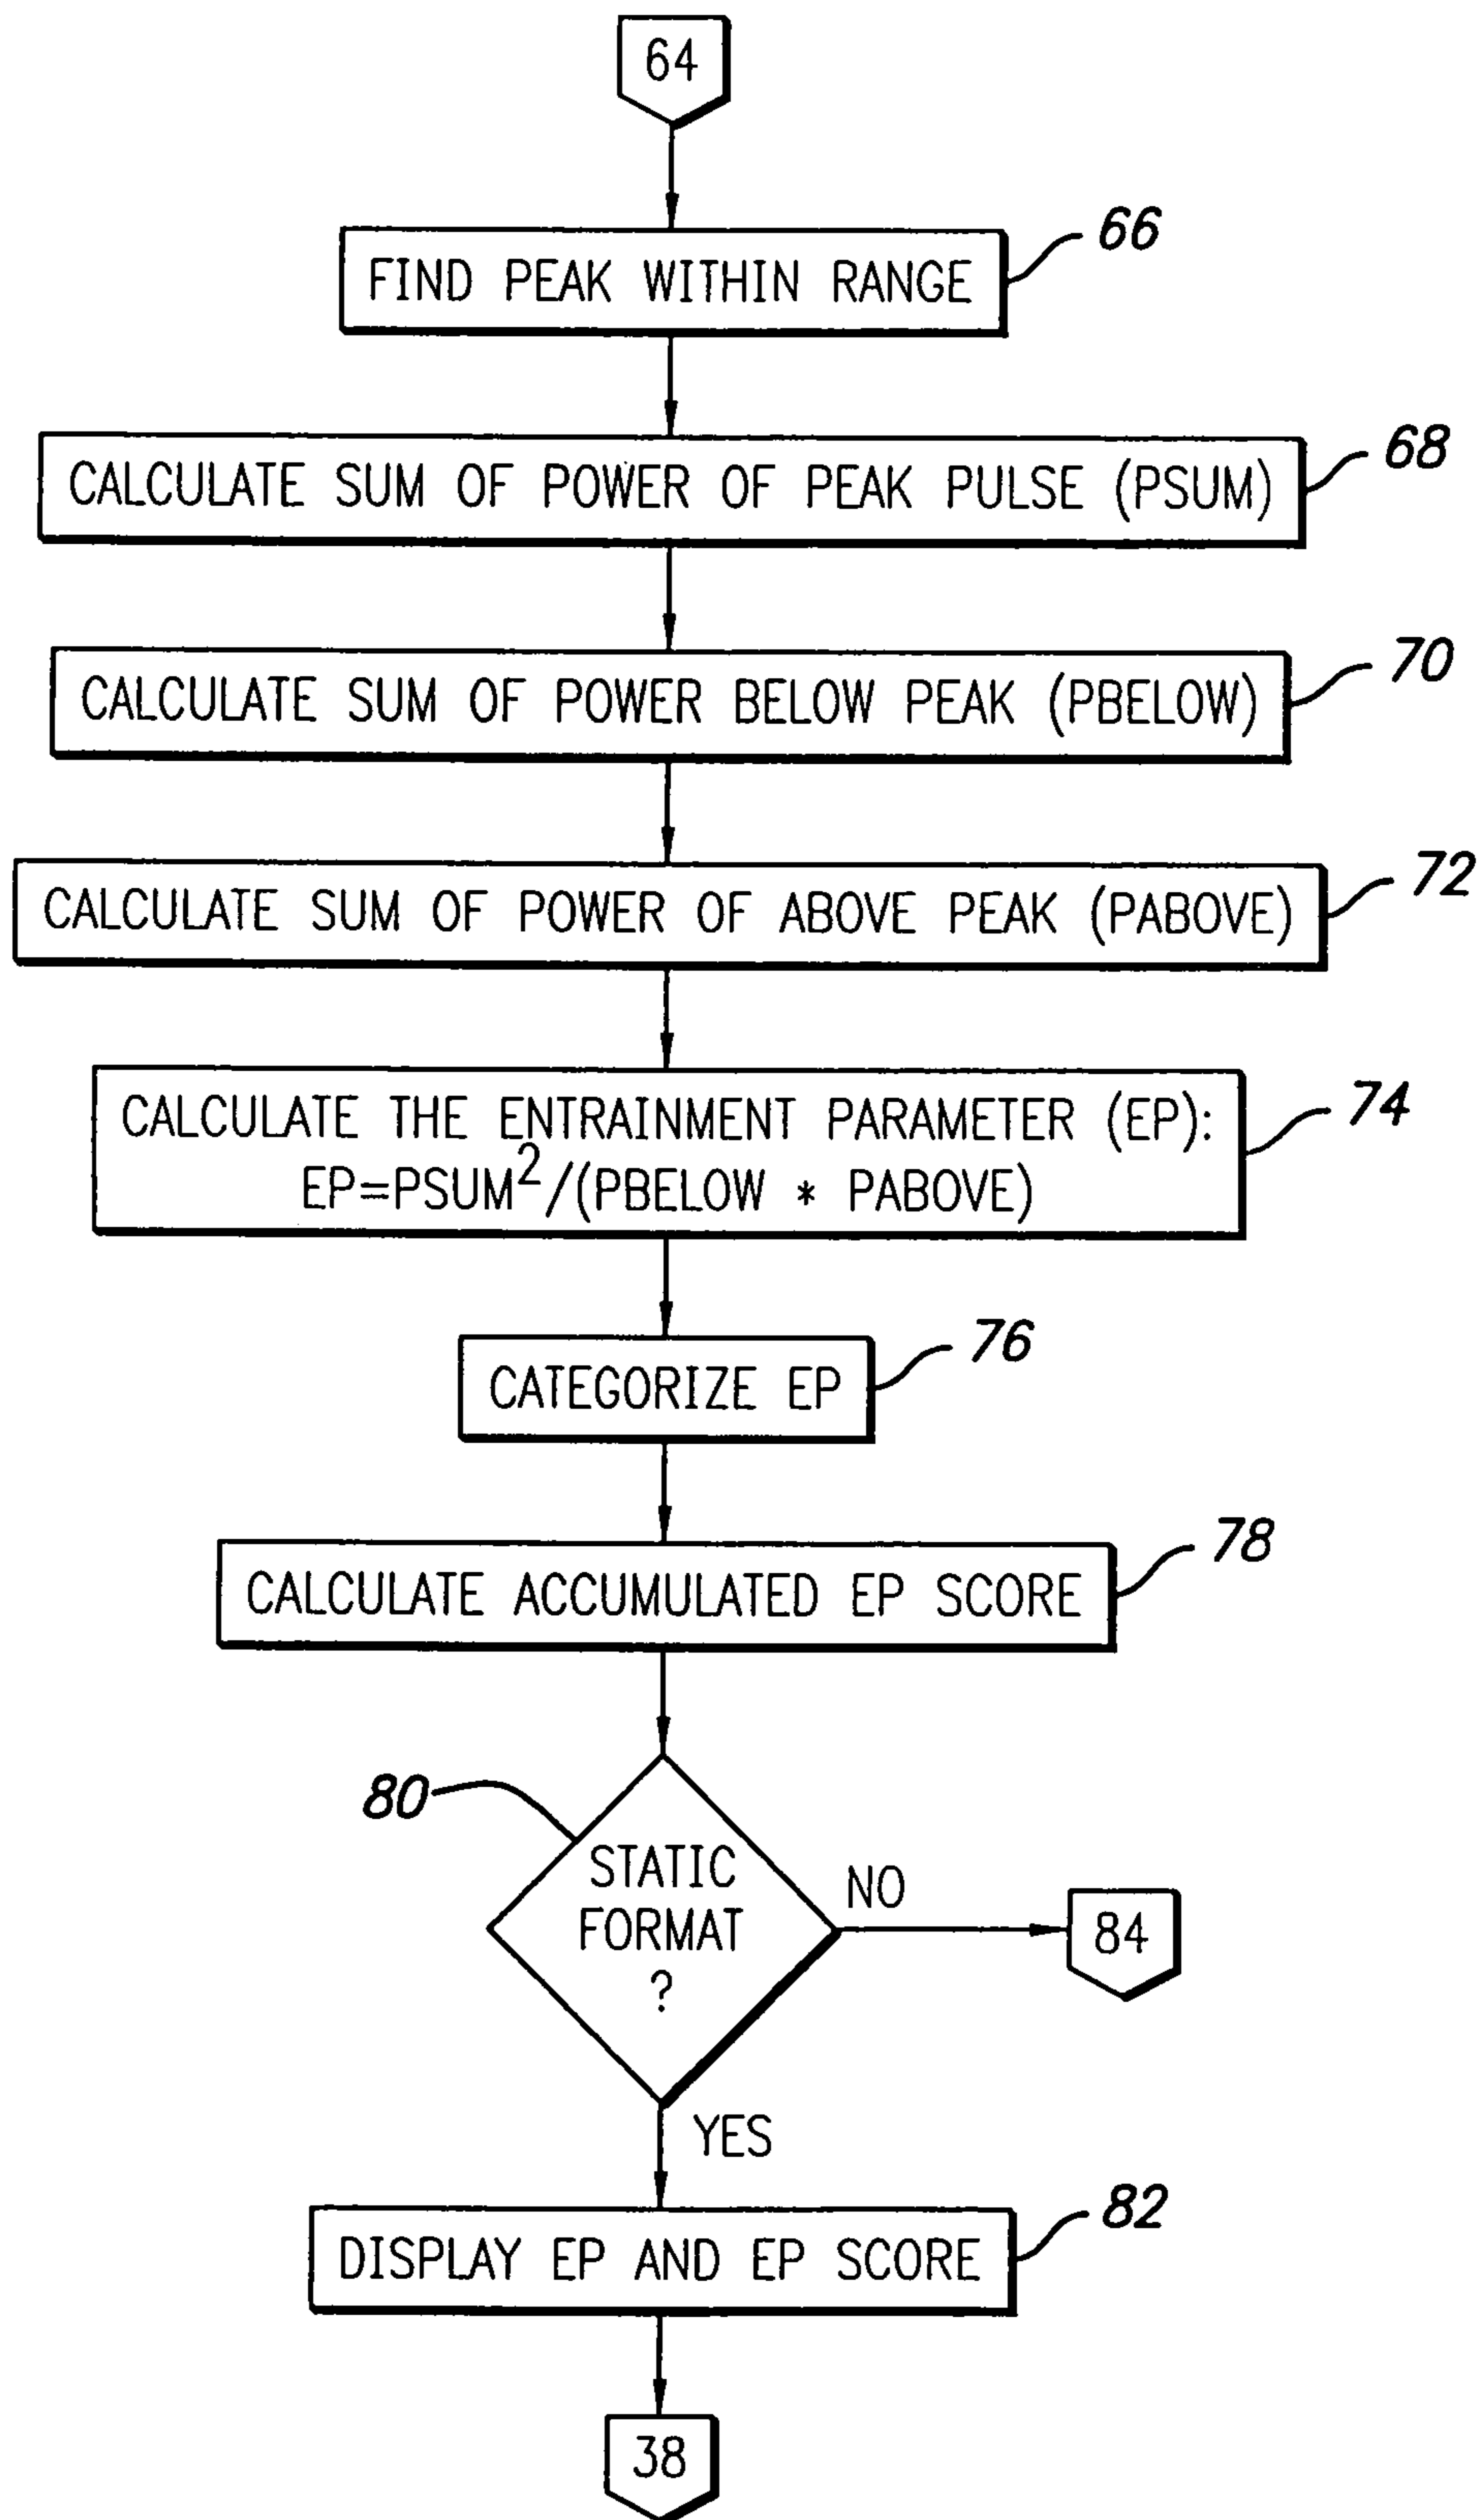 64
66
FIND PEAK WITHIN RANGE
68
CALCULATE SUM OF POWER OF PEAK PULSE (PSUM)
70
CALCULATE SUM OF POWER BELOW PEAK (PBELOW)
72
CALCULATE SUM OF POWER OF ABOVE PEAK (PABOVE)
74
CALCULATE THE ENTRAINMENT PARAMETER (EP):
EP=PSUM²/(PBELOW * PABOVE)
76
CATEGORIZE EP
78
CALCULATE ACCUMULATED EP SCORE
80
STATIC
FORMAT
?
NO
84
YES
82
DISPLAY EP AND EP SCORE
38